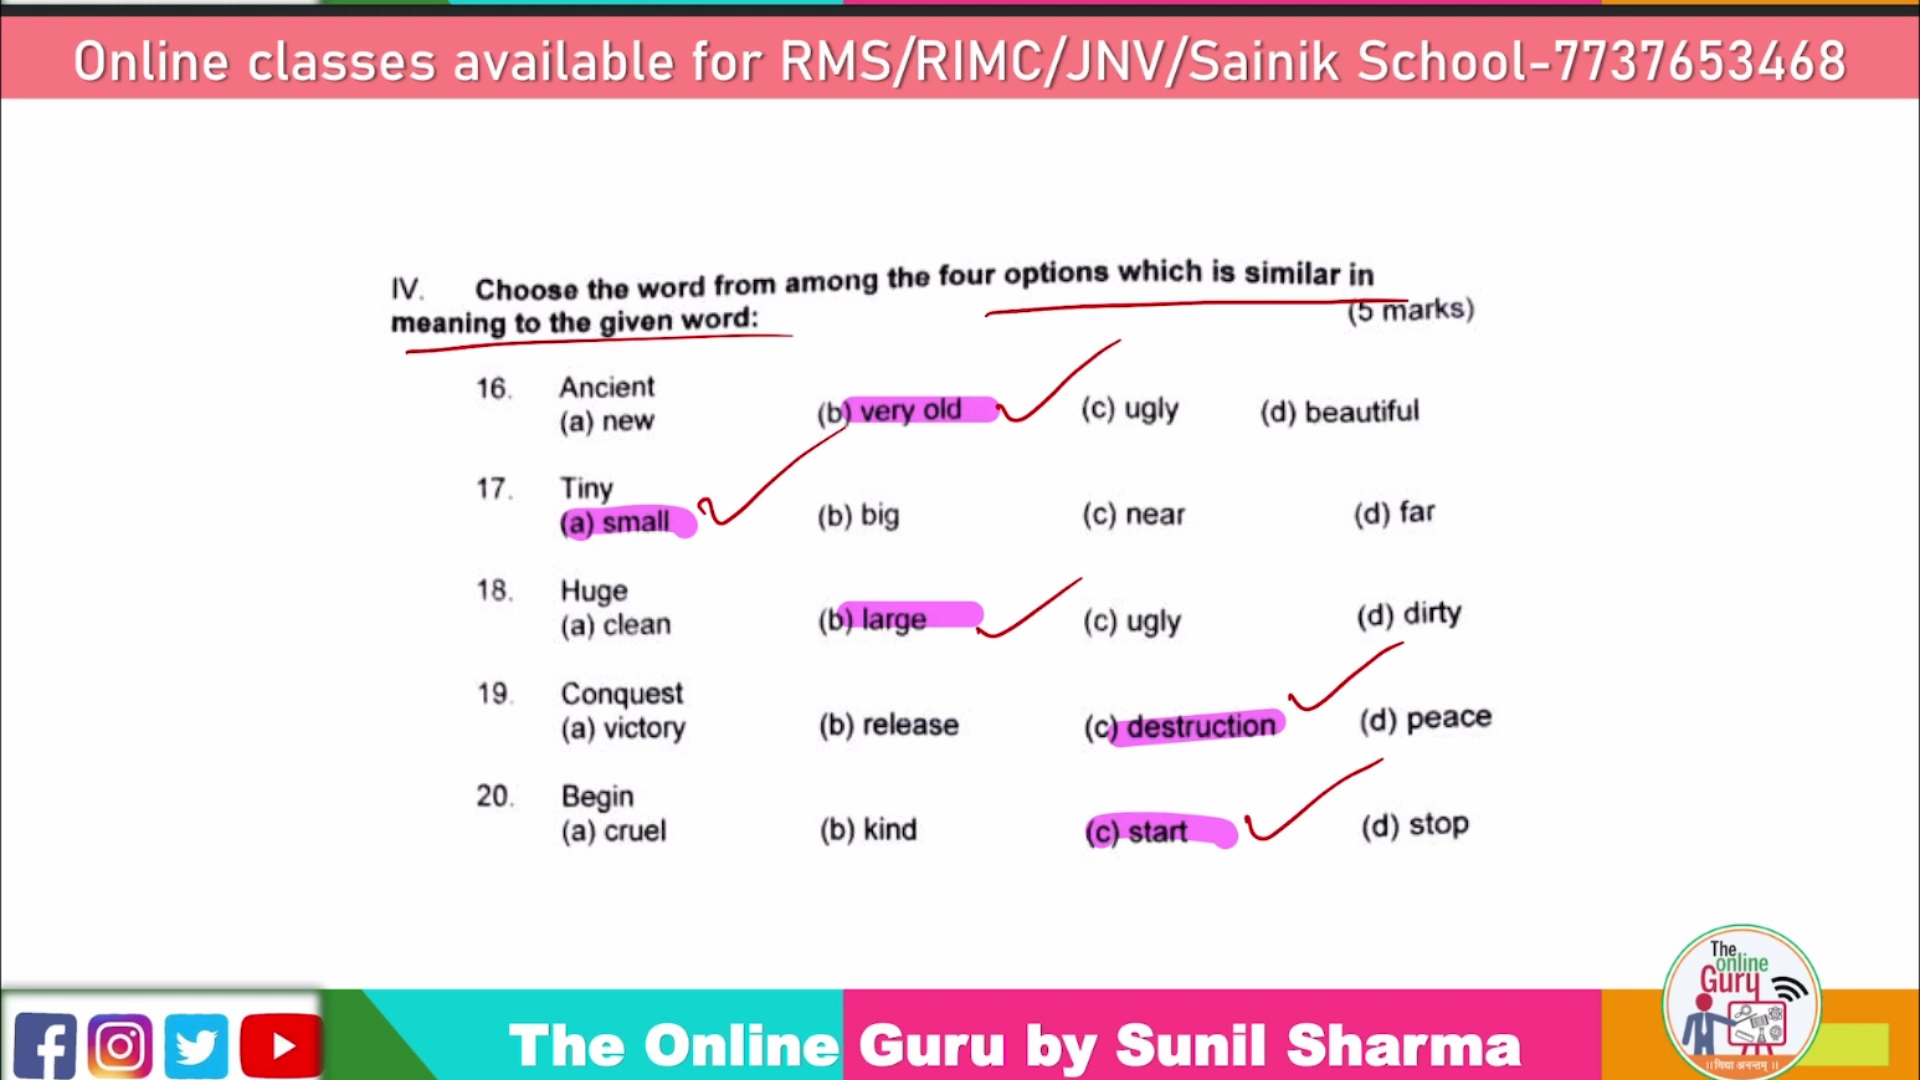 Online classes available for RMS/RIMC/JNV/Sainik School-7737653468
IV. Choose the word from among the four options which is similar in
meaning to the given word: (5 marks)
16. Ancient
(a) new (b) very old (c) ugly (d) beautiful
17. Tiny
(a) small (b) big (c) near (d) far
18. Huge
(a) clean (b) large (c) ugly (d) dirty
19. Conquest
(a) victory (b) release (c) destruction (d) peace
20. Begin
(a) cruel (b) kind (c) start (d) stop
The online Guru
।। विद्या अनन्तम् ।।
The Online Guru by Sunil Sharma